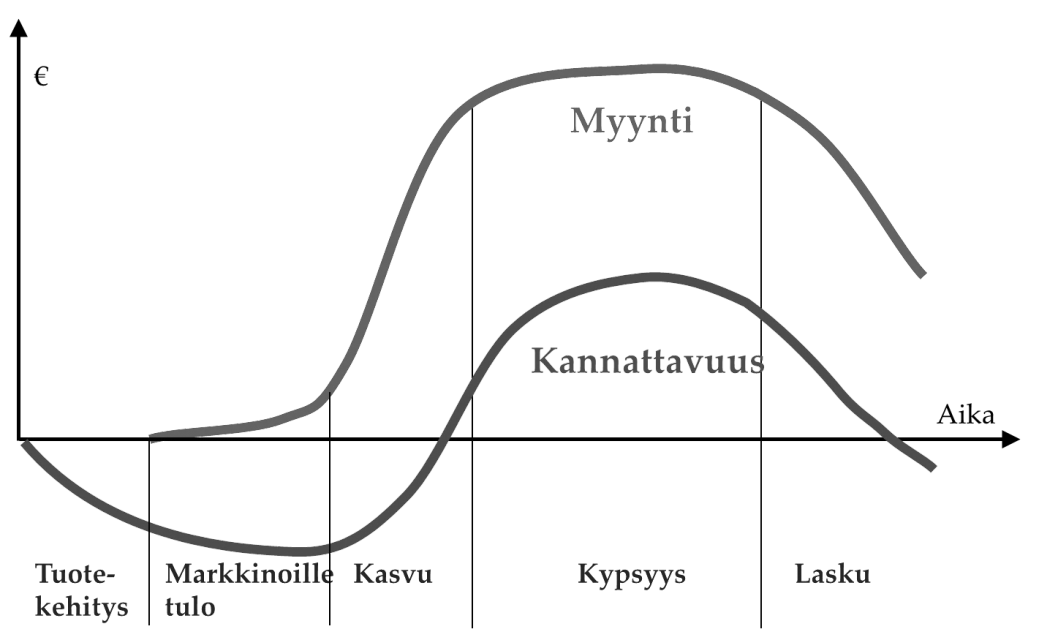 €
Myynti
Kannattavuus
Aika
Tuote-
kehitys
Markkinoille
tulo
Kasvu
Kypsyys
Lasku